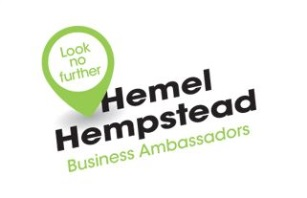 Look
no
further
Hemel
Hempstead
Business Ambassadors